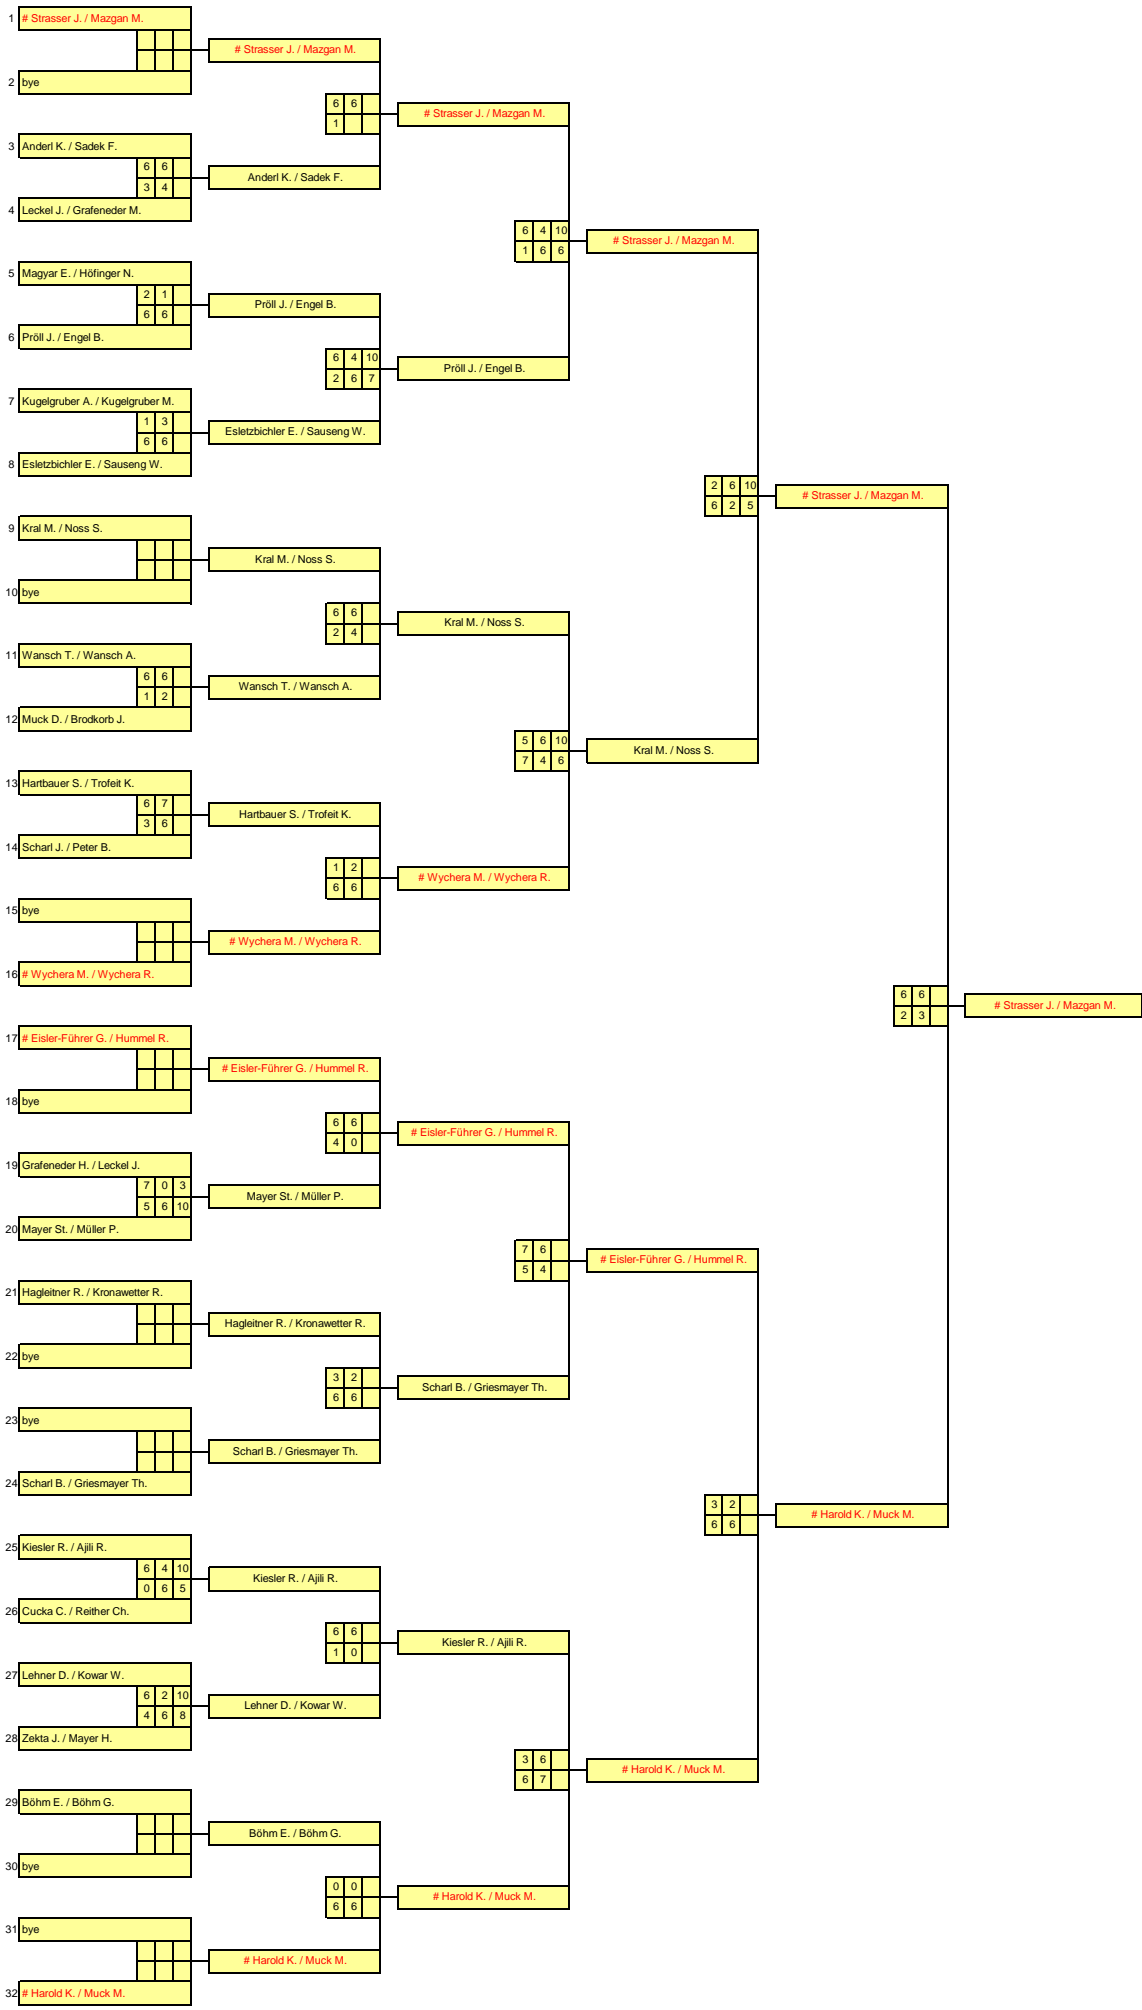 1 # Strasser J. / Mazgan M.
# Strasser J. / Mazgan M.
2 bye
6 6
1
# Strasser J. / Mazgan M.
3 Anderl K. / Sadek F.
6 6
3 4
Anderl K. / Sadek F.
4 Leckel J. / Grafeneder M.
6 4 10
1 6 6
# Strasser J. / Mazgan M.
5 Magyar E. / Höfinger N.
2 1
6 6
Pröll J. / Engel B.
6 Pröll J. / Engel B.
6 4 10
2 6 7
Pröll J. / Engel B.
7 Kugelgruber A. / Kugelgruber M.
1 3
6 6
Esletzbichler E. / Sauseng W.
8 Esletzbichler E. / Sauseng W.
2 6 10
6 2 5
# Strasser J. / Mazgan M.
9 Kral M. / Noss S.
Kral M. / Noss S.
10 bye
6 6
2 4
Kral M. / Noss S.
11 Wansch T. / Wansch A.
6 6
1 2
Wansch T. / Wansch A.
12 Muck D. / Brodkorb J.
5 6 10
7 4 6
Kral M. / Noss S.
13 Hartbauer S. / Trofeit K.
6 7
3 6
Hartbauer S. / Trofeit K.
14 Scharl J. / Peter B.
1 2
6 6
# Wychera M. / Wychera R.
15 bye
# Wychera M. / Wychera R.
16 # Wychera M. / Wychera R.
6 6
2 3
# Strasser J. / Mazgan M.
17 # Eisler-Führer G. / Hummel R.
# Eisler-Führer G. / Hummel R.
18 bye
6 6
4 0
# Eisler-Führer G. / Hummel R.
19 Grafeneder H. / Leckel J.
7 0 3
5 6 10
Mayer St. / Müller P.
20 Mayer St. / Müller P.
7 6
5 4
# Eisler-Führer G. / Hummel R.
21 Hagleitner R. / Kronawetter R.
Hagleitner R. / Kronawetter R.
22 bye
3 2
6 6
Scharl B. / Griesmayer Th.
23 bye
Scharl B. / Griesmayer Th.
24 Scharl B. / Griesmayer Th.
3 2
6 6
# Harold K. / Muck M.
25 Kiesler R. / Ajili R.
6 4 10
0 6 5
Kiesler R. / Ajili R.
26 Cucka C. / Reither Ch.
6 6
1 0
Kiesler R. / Ajili R.
27 Lehner D. / Kowar W.
6 2 10
4 6 8
Lehner D. / Kowar W.
28 Zekta J. / Mayer H.
3 6
6 7
# Harold K. / Muck M.
29 Böhm E. / Böhm G.
Böhm E. / Böhm G.
30 bye
0 0
6 6
# Harold K. / Muck M.
31 bye
# Harold K. / Muck M.
32 # Harold K. / Muck M.